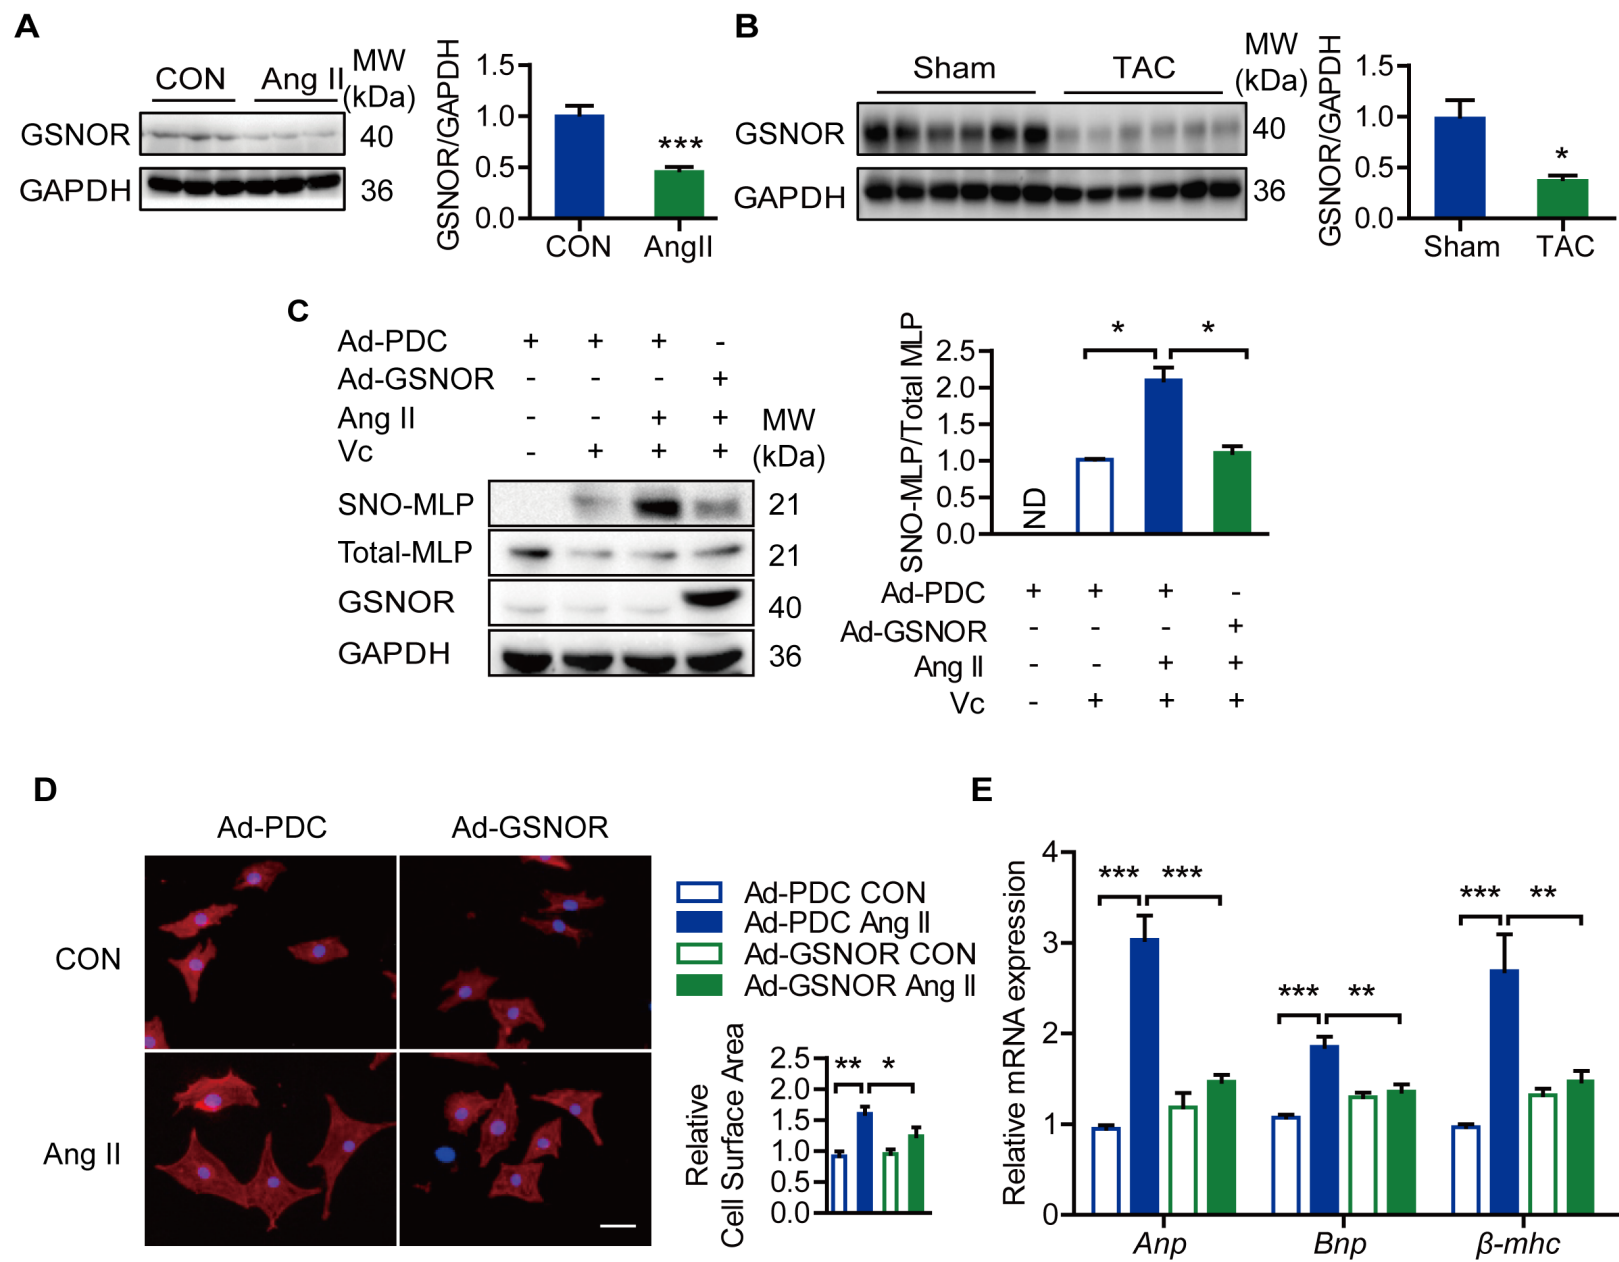 A
CON Ang II MW
(kDa)
GSNOR 40
GAPDH 36
GSNOR/GAPDH
1.5
1.0
0.5
0.0
***
CON AngII
B
Sham TAC MW
(kDa)
GSNOR 40
GAPDH 36
GSNOR/GAPDH
1.5
1.0
0.5
0.0
*
Sham TAC
C
Ad-PDC + + + -
Ad-GSNOR - - - +
Ang II - - + +
Vc - + + +
MW
(kDa)
SNO-MLP 21
Total-MLP 21
GSNOR 40
GAPDH 36
SNO-MLP/Total MLP
2.5
2.0
1.5
1.0
0.5
0.0
* *
ND
Ad-PDC + + + -
Ad-GSNOR - - - +
Ang II - - + +
Vc - + + +
D
Ad-PDC Ad-GSNOR
CON
Ang II
Ad-PDC CON
Ad-PDC Ang II
Ad-GSNOR CON
Ad-GSNOR Ang II
Relative
Cell Surface Area
2.5
2.0
1.5
1.0
0.5
0.0
** *
E
Relative mRNA expression
4
3
2
1
0
*** ***
*** **
*** **
Anp Bnp β-mhc